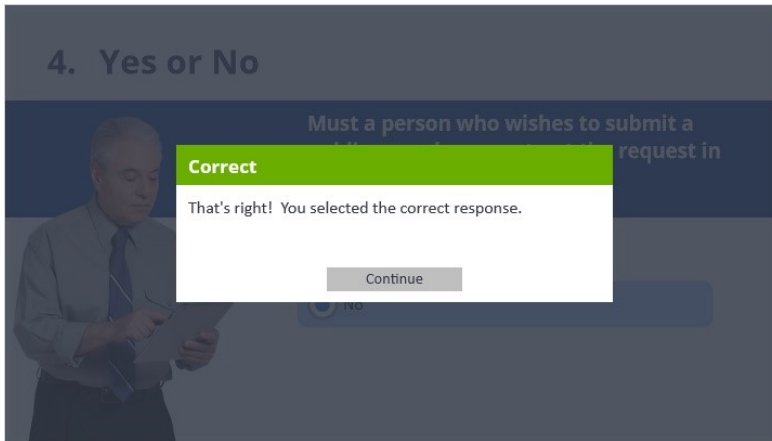 4. Yes or No
Must a person who wishes to submit a
request in
Correct
That's right! You selected the correct response.
Continue
No